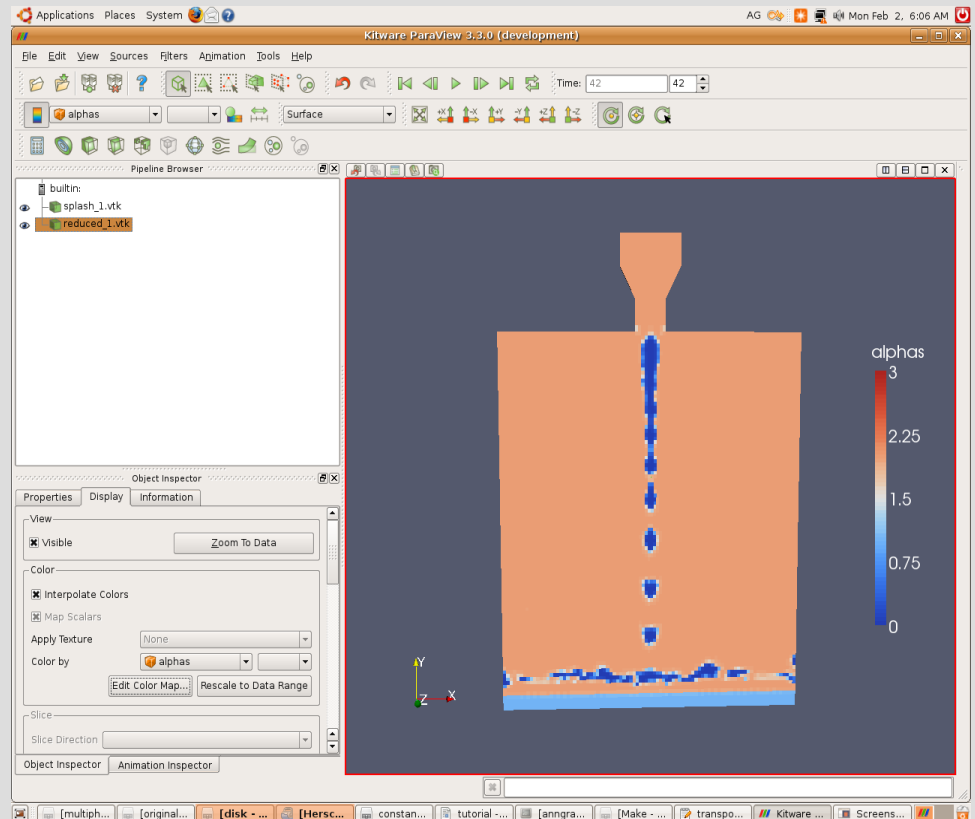 Applications Places System AG Mon Feb 2, 6:06 AM
Kitware ParaView 3.3.0 (development)
File Edit View Sources Filters Animation Tools Help
Time: 42 42
alphas Surface
+X -X +Y -Y +Z -Z
Pipeline Browser
builtin:
splash_1.vtk
reduced_1.vtk
alphas
3
2.25
1.5
0.75
0
Y
Z X
Object Inspector
Properties Display Information
View
Visible Zoom To Data
Color
Interpolate Colors
Map Scalars
Apply Texture None
Color by alphas
Edit Color Map... Rescale to Data Range
Slice
Slice Direction
Object Inspector Animation Inspector
[multiph... [original... [disk - ... [Hersc... constan... tutorial -... [anngra... [Make - ... transpo... Kitware ... Screens...